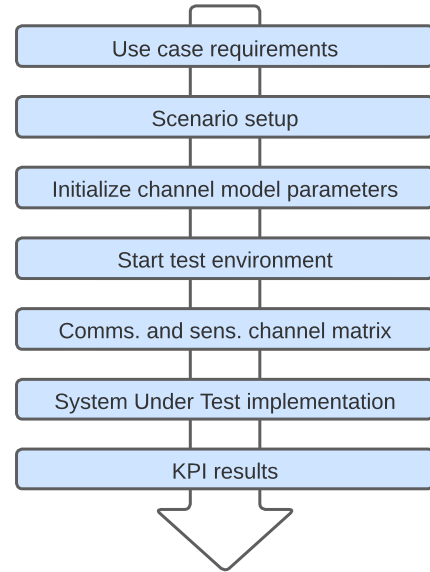 Use case requirements
Scenario setup
Initialize channel model parameters
Start test environment
Comms. and sens. channel matrix
System Under Test implementation
KPI results